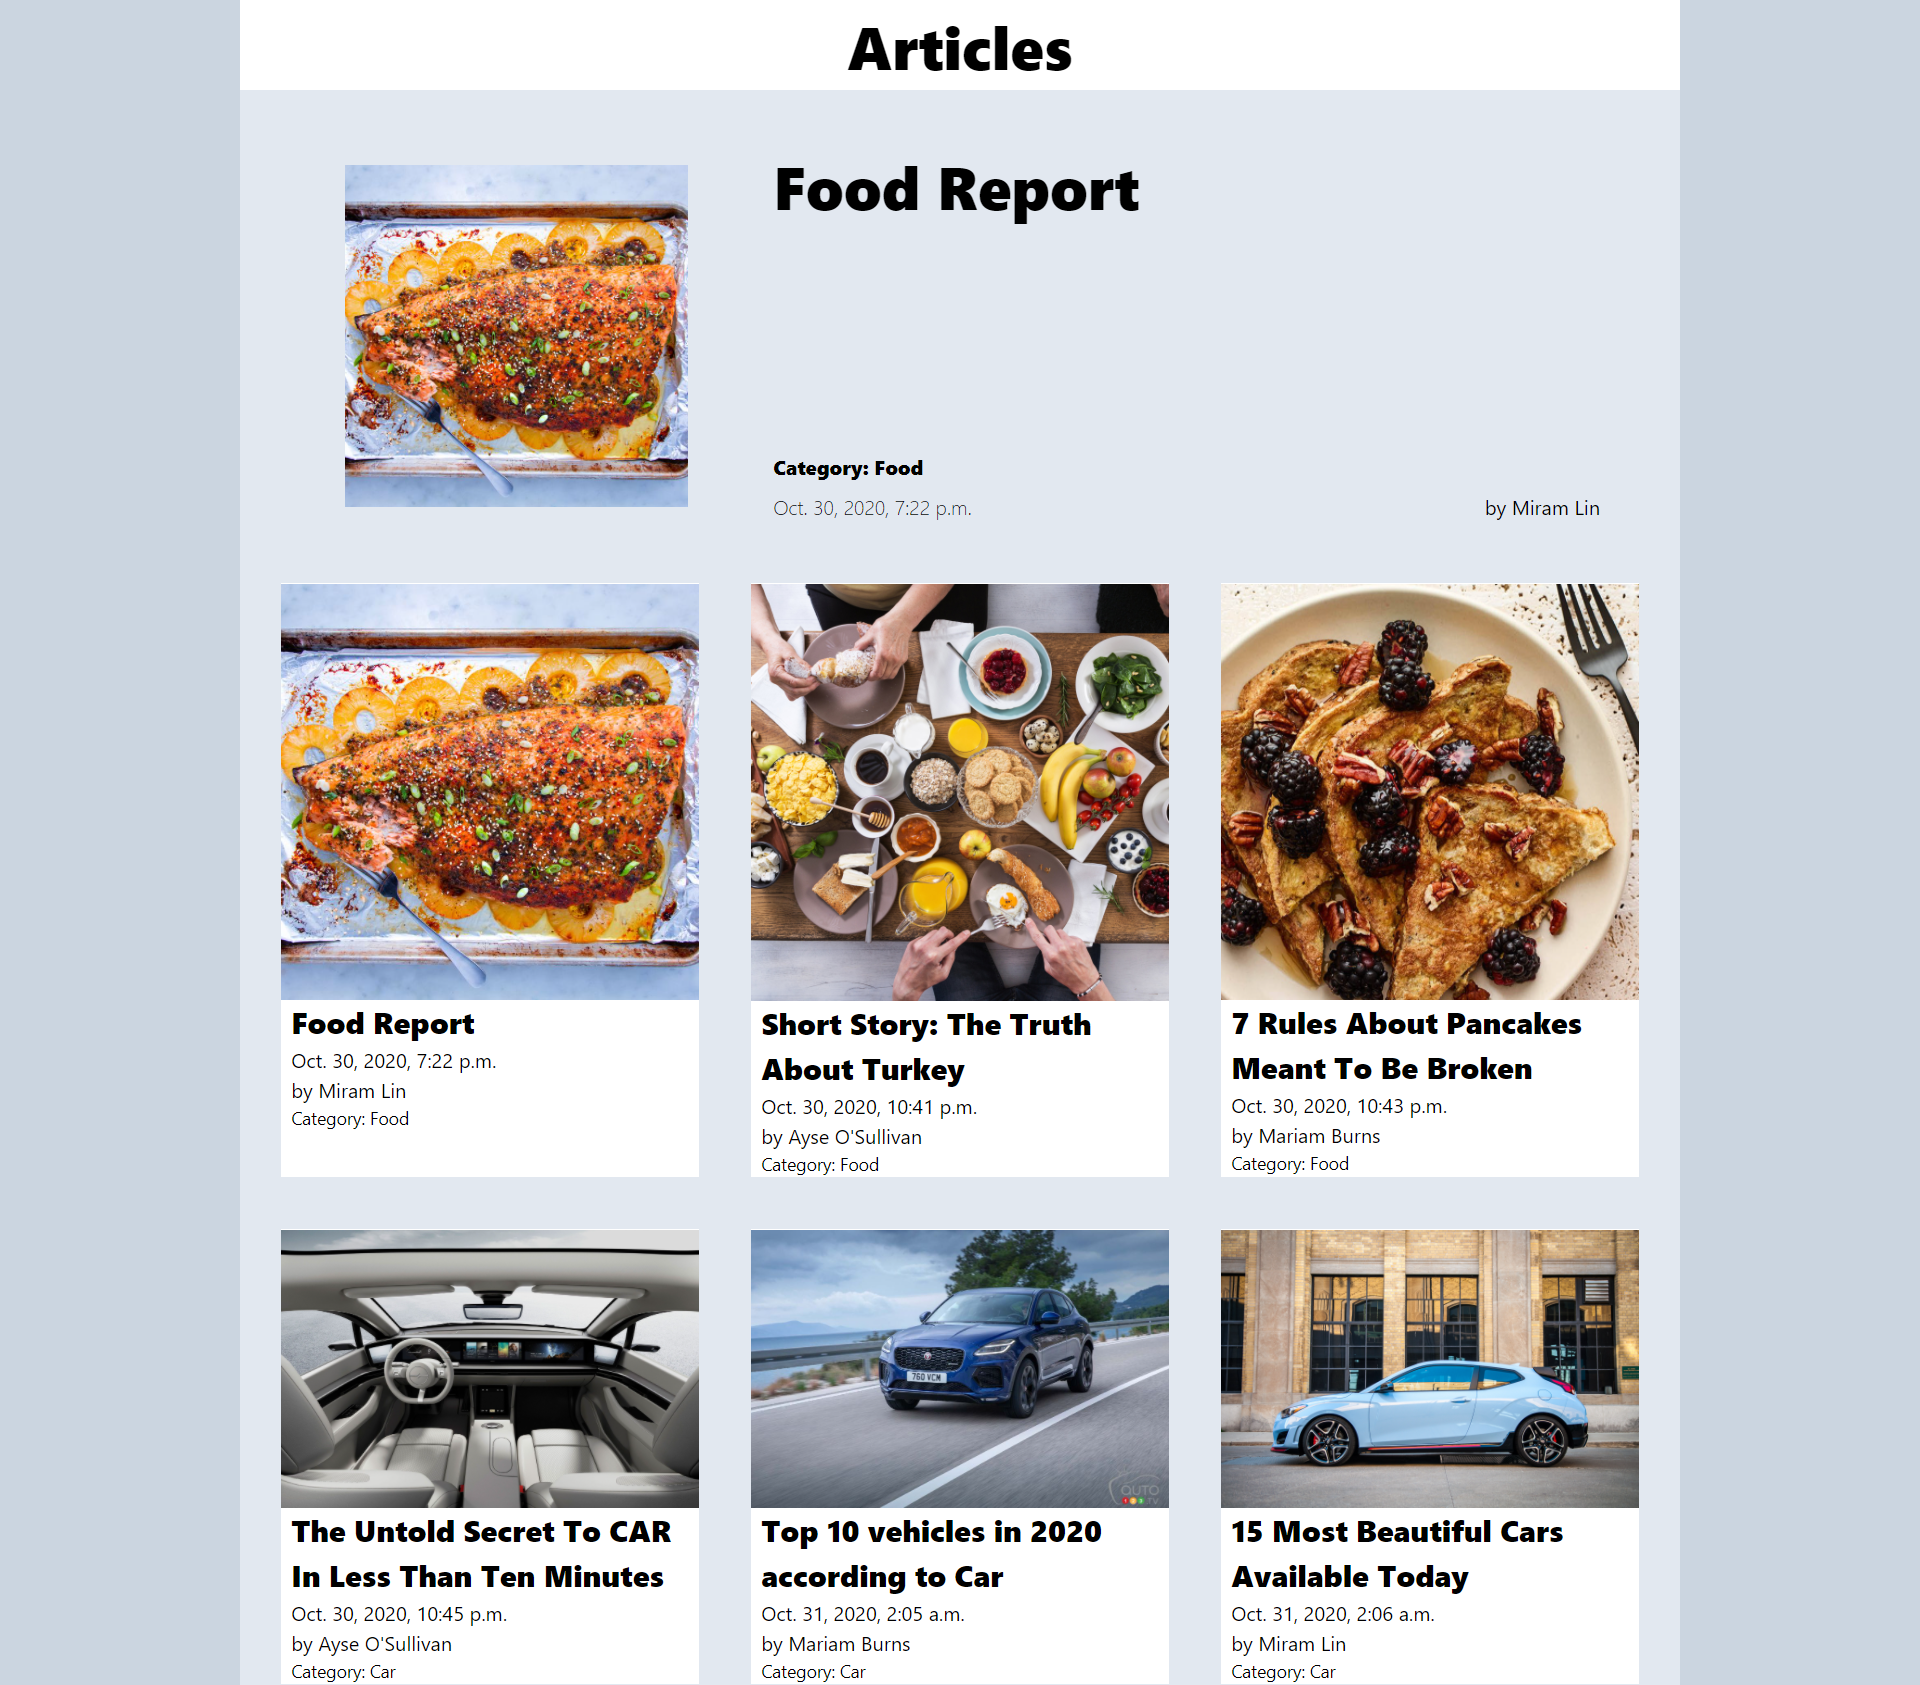 Articles
Food Report
Category: Food
Oct. 30, 2020, 7:22 p.m.
by Miram Lin
Food Report
Oct. 30, 2020, 7:22 p.m.
by Miram Lin
Category: Food
Short Story: The Truth
About Turkey
Oct. 30, 2020, 10:41 p.m.
by Ayse O'Sullivan
Category: Food
7 Rules About Pancakes
Meant To Be Broken
Oct. 30, 2020, 10:43 p.m.
by Mariam Burns
Category: Food
The Untold Secret To CAR
In Less Than Ten Minutes
Oct. 30, 2020, 10:45 p.m.
by Ayse O'Sullivan
Category: Car
760 VCM
AUTO
123.TV
Top 10 vehicles in 2020
according to Car
Oct. 31, 2020, 2:05 a.m.
by Mariam Burns
Category: Car
15 Most Beautiful Cars
Available Today
Oct. 31, 2020, 2:06 a.m.
by Miram Lin
Category: Car